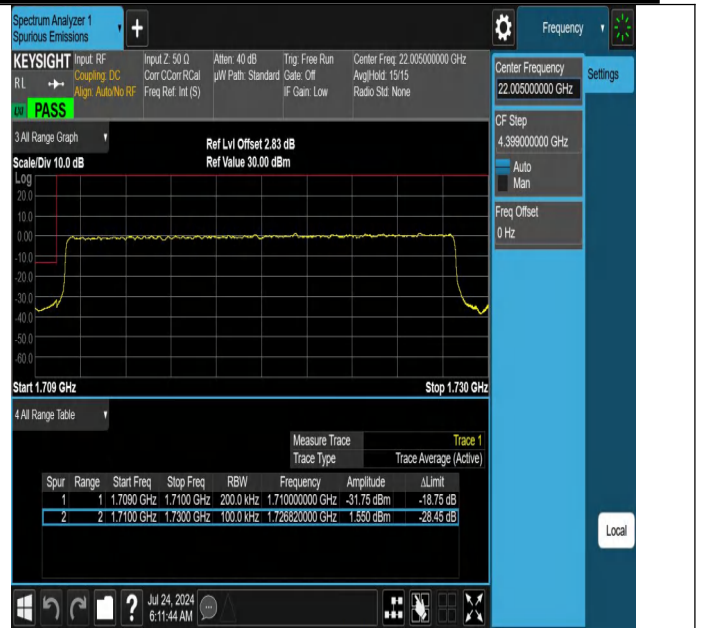 Spectrum Analyzer 1
Spurious Emissions
Frequency
KEYSIGHT Input: RF Input Z: 50 Ω Atten: 40 dB Trig: Free Run Center Freq: 22.005000000 GHz
RL Coupling: DC Corr CCorr RCal µW Path: Standard Gate: Off Avg|Hold: 15/15
Align: Auto/No RF Freq Ref: Int (S) IF Gain: Low Radio Std: None
LXI PASS
Center Frequency
22.005000000 GHz
Settings
CF Step
4.399000000 GHz
Auto
Man
Freq Offset
0 Hz
3 All Range Graph
Ref Lvl Offset 2.83 dB
Scale/Div 10.0 dB Ref Value 30.00 dBm
Log
20.0
10.0
0.00
-10.0
-20.0
-30.0
-40.0
-50.0
-60.0
Start 1.709 GHz Stop 1.730 GHz
4 All Range Table
Measure Trace Trace 1
Trace Type Trace Average (Active)
Spur Range Start Freq Stop Freq RBW Frequency Amplitude ΔLimit
1 1 1.7090 GHz 1.7100 GHz 200.0 kHz 1.710000000 GHz -31.75 dBm -18.75 dB
2 2 1.7100 GHz 1.7300 GHz 100.0 kHz 1.726820000 GHz 1.550 dBm -28.45 dB
Local
Jul 24, 2024
6:11:44 AM